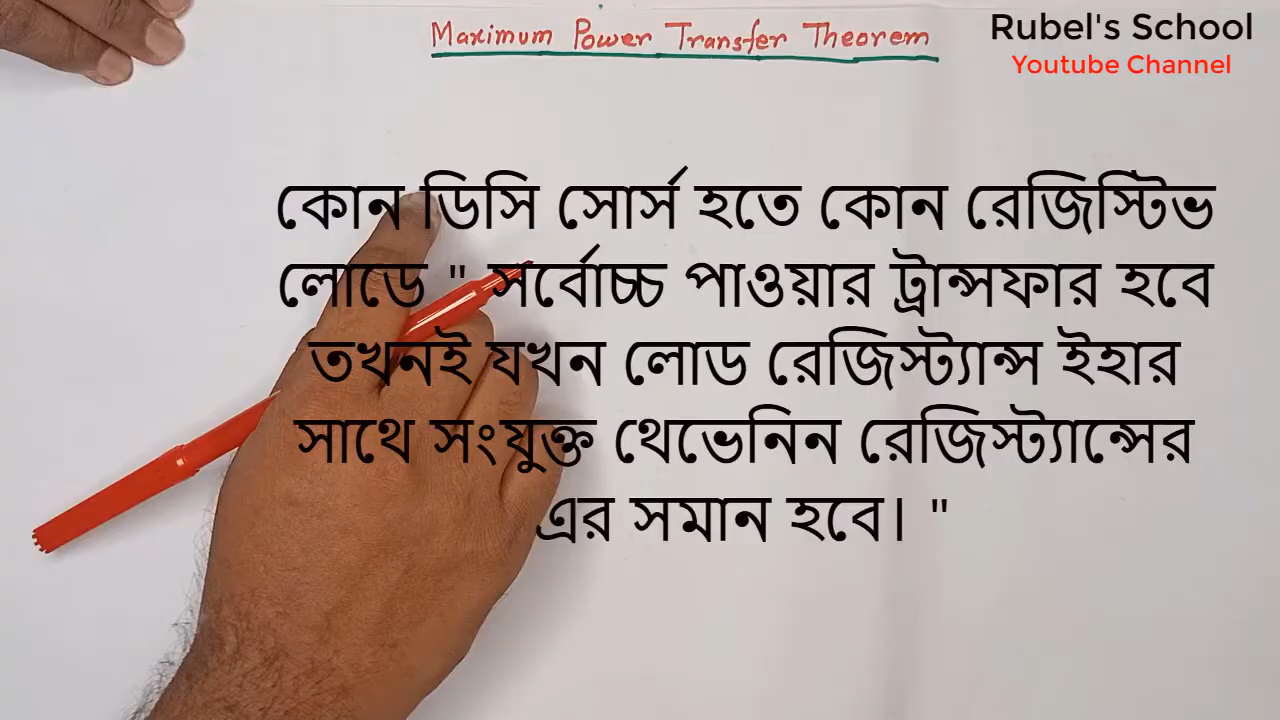 Maximum Power Transfer Theorem
Rubel's School
Youtube Channel
কোন ডিসি সোর্স হতে কোন রেজিস্টিভ
লোডে " সর্বোচ্চ পাওয়ার ট্রান্সফার হবে
তখনই যখন লোড রেজিস্ট্যান্স ইহার
সাথে সংযুক্ত থেভেনিন রেজিস্ট্যান্সের
এর সমান হবে। "